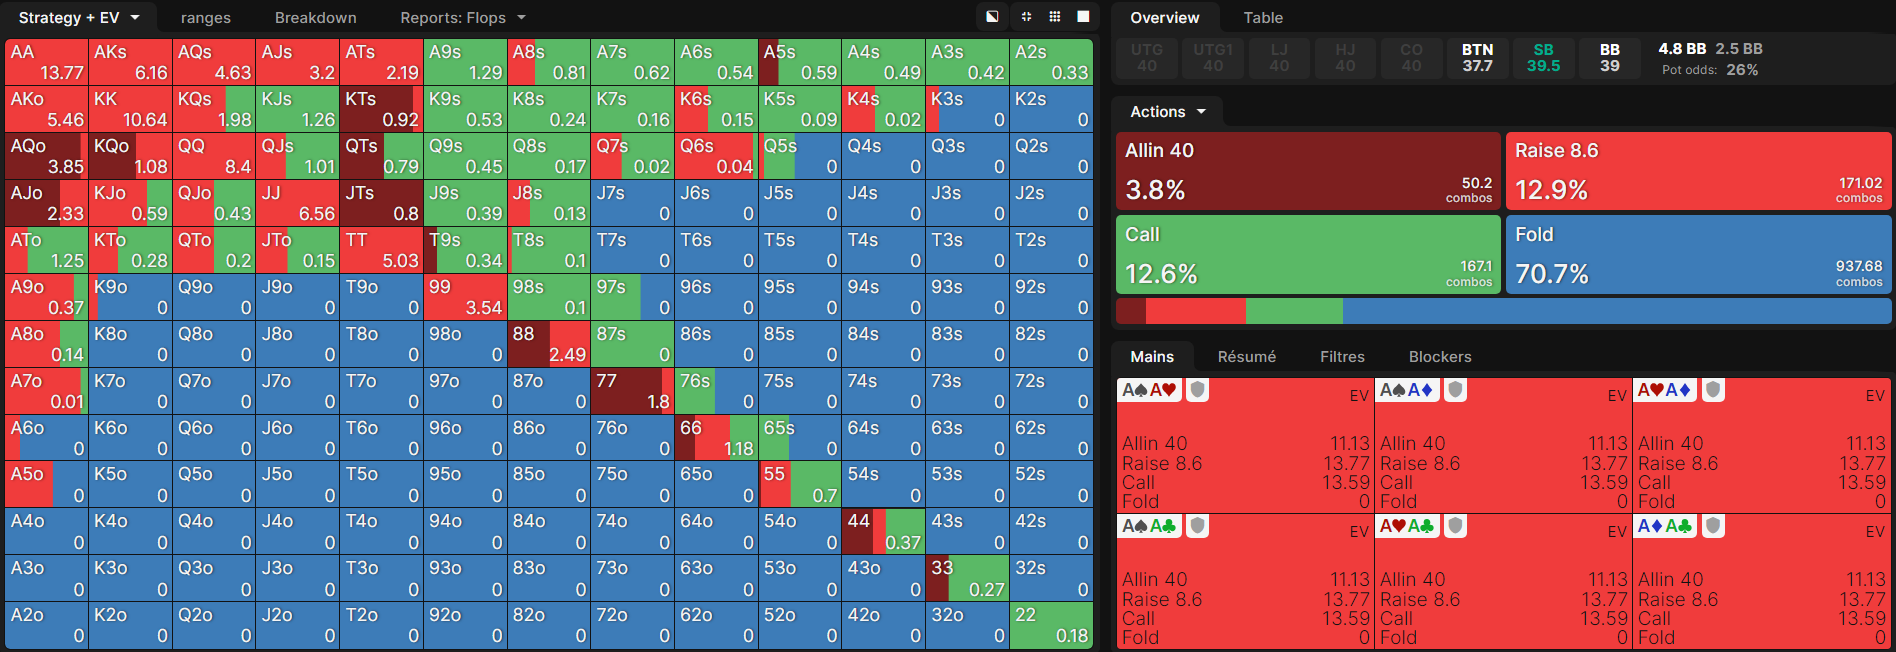 Strategy + EV ranges Breakdown Reports: Flops
AA AKs AQs AJs ATs A9s A8s A7s A6s A5s A4s A3s A2s
13.77 6.16 4.63 3.2 2.19 1.29 0.81 0.62 0.54 0.59 0.49 0.42 0.33
AKo KK KQs KJs KTs K9s K8s K7s K6s K5s K4s K3s K2s
5.46 10.64 1.98 1.26 0.92 0.53 0.24 0.16 0.15 0.09 0.02 0 0
AQo KQo QQ QJs QTs Q9s Q8s Q7s Q6s Q5s Q4s Q3s Q2s
3.85 1.08 8.4 1.01 0.79 0.45 0.17 0.02 0.04 0 0 0 0
AJo KJo QJo JJ JTs J9s J8s J7s J6s J5s J4s J3s J2s
2.33 0.59 0.43 6.56 0.8 0.39 0.13 0 0 0 0 0 0
ATo KTo QTo JTo TT T9s T8s T7s T6s T5s T4s T3s T2s
1.25 0.28 0.2 0.15 5.03 0.34 0.1 0 0 0 0 0 0
A9o K9o Q9o J9o T9o 99 98s 97s 96s 95s 94s 93s 92s
0.37 0 0 0 0 3.54 0.1 0 0 0 0 0 0
A8o K8o Q8o J8o T8o 98o 88 87s 86s 85s 84s 83s 82s
0.14 0 0 0 0 0 2.49 0 0 0 0 0 0
A7o K7o Q7o J7o T7o 97o 87o 77 76s 75s 74s 73s 72s
0.01 0 0 0 0 0 0 1.8 0 0 0 0 0
A6o K6o Q6o J6o T6o 96o 86o 76o 66 65s 64s 63s 62s
0 0 0 0 0 0 0 0 1.18 0 0 0 0
A5o K5o Q5o J5o T5o 95o 85o 75o 65o 55 54s 53s 52s
0 0 0 0 0 0 0 0 0 0.7 0 0 0
A4o K4o Q4o J4o T4o 94o 84o 74o 64o 54o 44 43s 42s
0 0 0 0 0 0 0 0 0 0 0.37 0 0
A3o K3o Q3o J3o T3o 93o 83o 73o 63o 53o 43o 33 32s
0 0 0 0 0 0 0 0 0 0 0 0.27 0
A2o K2o Q2o J2o T2o 92o 82o 72o 62o 52o 42o 32o 22
0 0 0 0 0 0 0 0 0 0 0 0 0.18
Overview Table
UTG UTG1 LJ HJ CO BTN SB BB 4.8 BB 2.5 BB
40 40 40 40 40 37.7 39.5 39 Pot odds: 26%
Actions
Allin 40 Raise 8.6
3.8% 50.2 combos 12.9% 171.02 combos
Call Fold
12.6% 167.1 combos 70.7% 937.68 combos
Mains Résumé Filtres Blockers
A♠A♥ EV A♠A♦ EV A♥A♦ EV
Allin 40 11.13 Allin 40 11.13 Allin 40 11.13
Raise 8.6 13.77 Raise 8.6 13.77 Raise 8.6 13.77
Call 13.59 Call 13.59 Call 13.59
Fold 0 Fold 0 Fold 0
A♠A♣ EV A♥A♣ EV A♦A♣ EV
Allin 40 11.13 Allin 40 11.13 Allin 40 11.13
Raise 8.6 13.77 Raise 8.6 13.77 Raise 8.6 13.77
Call 13.59 Call 13.59 Call 13.59
Fold 0 Fold 0 Fold 0